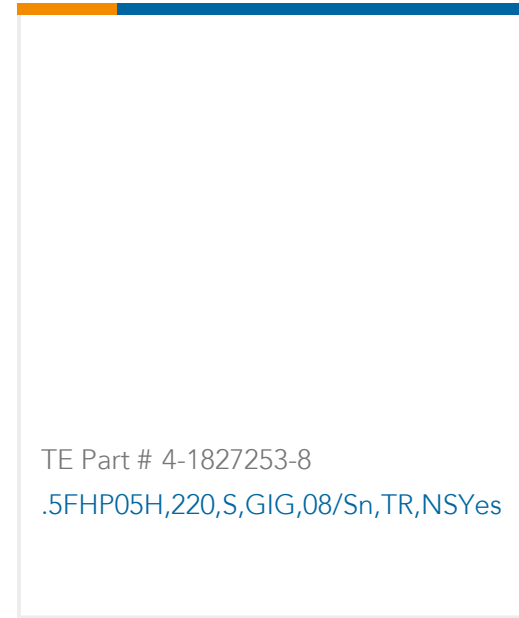 TE Part # 4-1827253-8
.5FHP05H,220,S,GIG,08/Sn,TR,NSYes